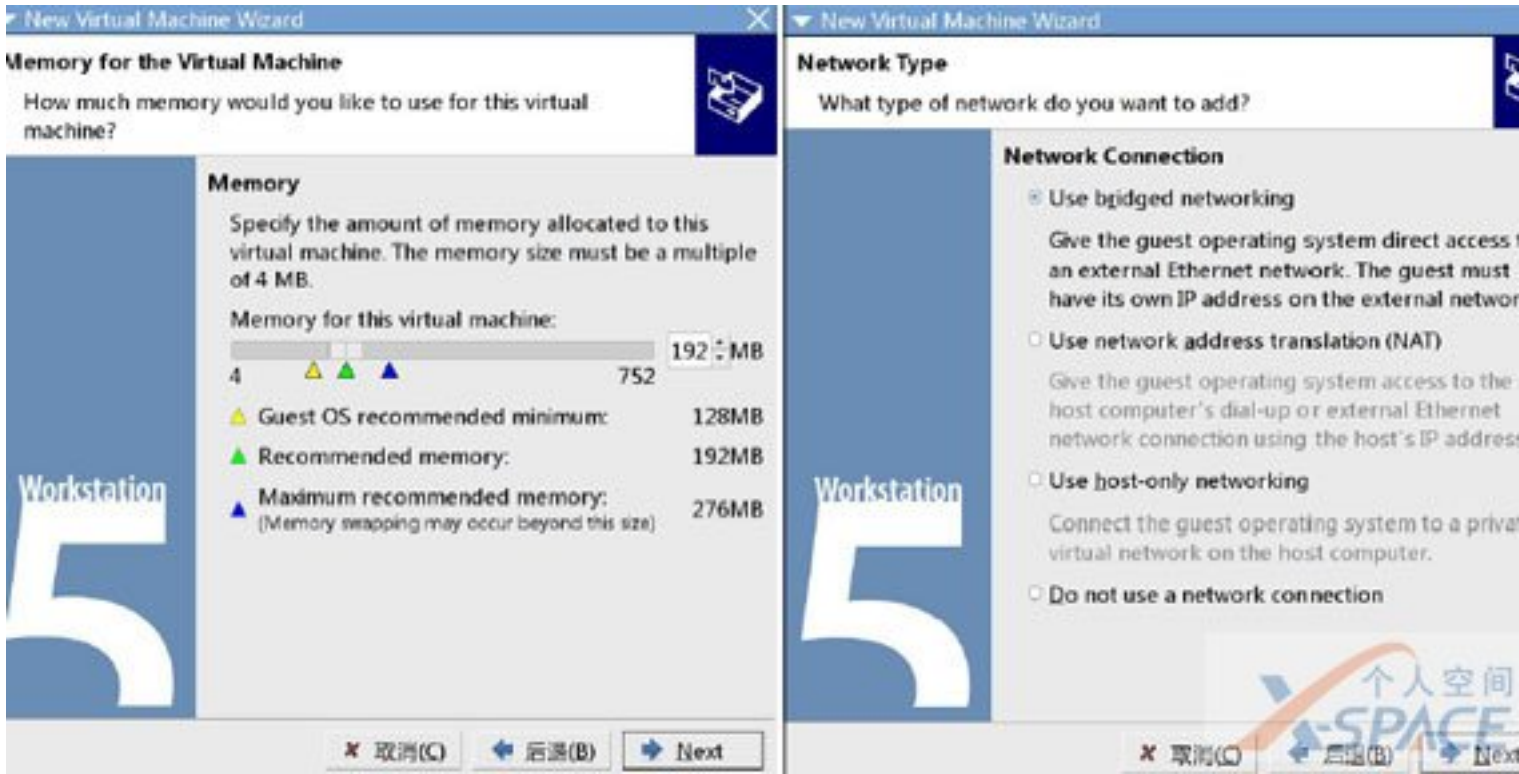 New Virtual Machine Wizard
Memory for the Virtual Machine
How much memory would you like to use for this virtual
machine?
Memory
Specify the amount of memory allocated to this
virtual machine. The memory size must be a multiple
of 4 MB.
Memory for this virtual machine:
192 MB
4 752
Guest OS recommended minimum: 128MB
Recommended memory: 192MB
Maximum recommended memory: 276MB
(Memory swapping may occur beyond this size)
Workstation
5
取消(C) 后退(B) Next
New Virtual Machine Wizard
Network Type
What type of network do you want to add?
Network Connection
Use bridged networking
Give the guest operating system direct access t
an external Ethernet network. The guest must
have its own IP address on the external networ
Use network address translation (NAT)
Give the guest operating system access to the
host computer's dial-up or external Ethernet
network connection using the host's IP address
Use host-only networking
Connect the guest operating system to a privat
virtual network on the host computer.
Do not use a network connection
Workstation
5
个人空间
X-SPACE
取消(C) 后退(B) Next